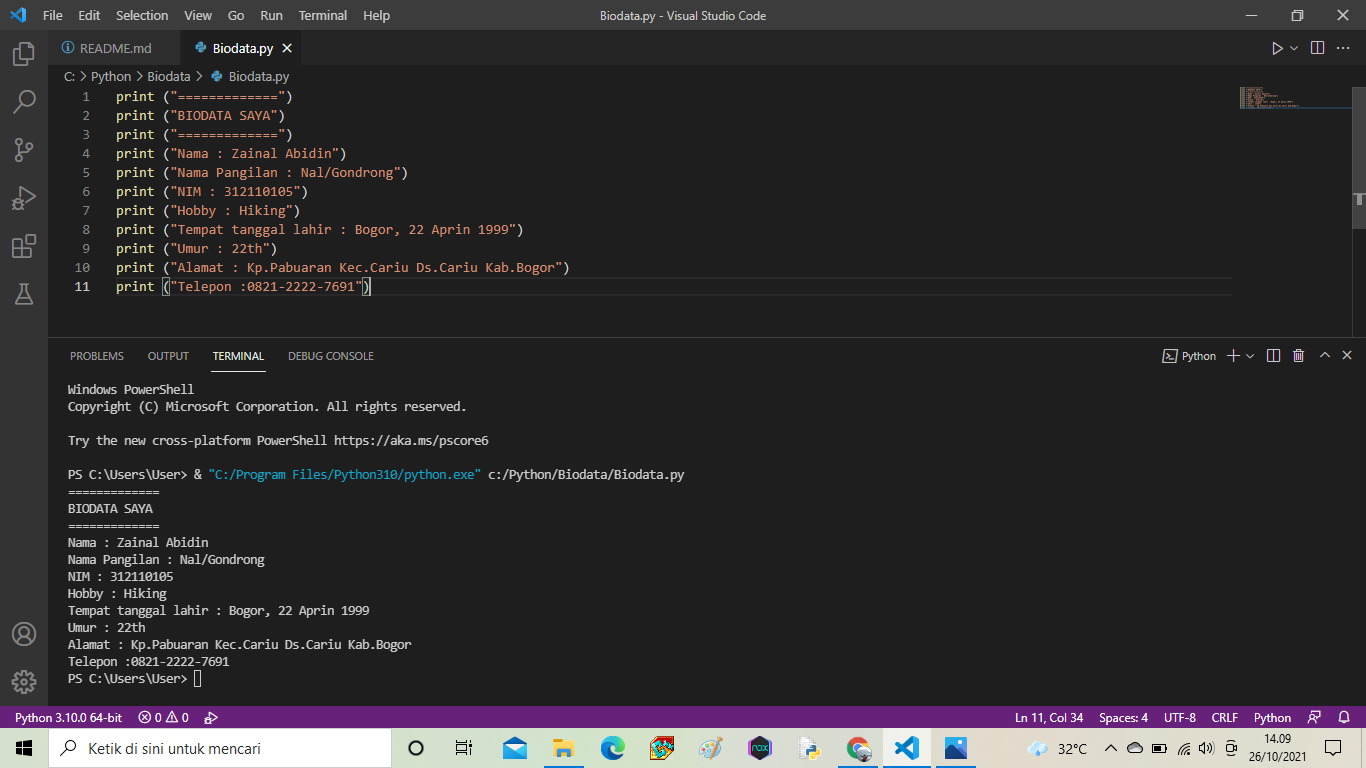 File Edit Selection View Go Run Terminal Help Biodata.py - Visual Studio Code
README.md Biodata.py
C: > Python > Biodata > Biodata.py
1 print ("=============")
2 print ("BIODATA SAYA")
3 print ("=============")
4 print ("Nama : Zainal Abidin")
5 print ("Nama Pangilan : Nal/Gondrong")
6 print ("NIM : 312110105")
7 print ("Hobby : Hiking")
8 print ("Tempat tanggal lahir : Bogor, 22 Aprin 1999")
9 print ("Umur : 22th")
10 print ("Alamat : Kp.Pabuaran Kec.Cariu Ds.Cariu Kab.Bogor")
11 print ("Telepon :0821-2222-7691")
PROBLEMS OUTPUT TERMINAL DEBUG CONSOLE Python
Windows PowerShell
Copyright (C) Microsoft Corporation. All rights reserved.
Try the new cross-platform PowerShell https://aka.ms/pscore6
PS C:\Users\User> & "C:/Program Files/Python310/python.exe" c:/Python/Biodata/Biodata.py
=============
BIODATA SAYA
=============
Nama : Zainal Abidin
Nama Pangilan : Nal/Gondrong
NIM : 312110105
Hobby : Hiking
Tempat tanggal lahir : Bogor, 22 Aprin 1999
Umur : 22th
Alamat : Kp.Pabuaran Kec.Cariu Ds.Cariu Kab.Bogor
Telepon :0821-2222-7691
PS C:\Users\User>
Python 3.10.0 64-bit 0 0 Ln 11, Col 34 Spaces: 4 UTF-8 CRLF Python
Ketik di sini untuk mencari nox 32°C 14.09
26/10/2021